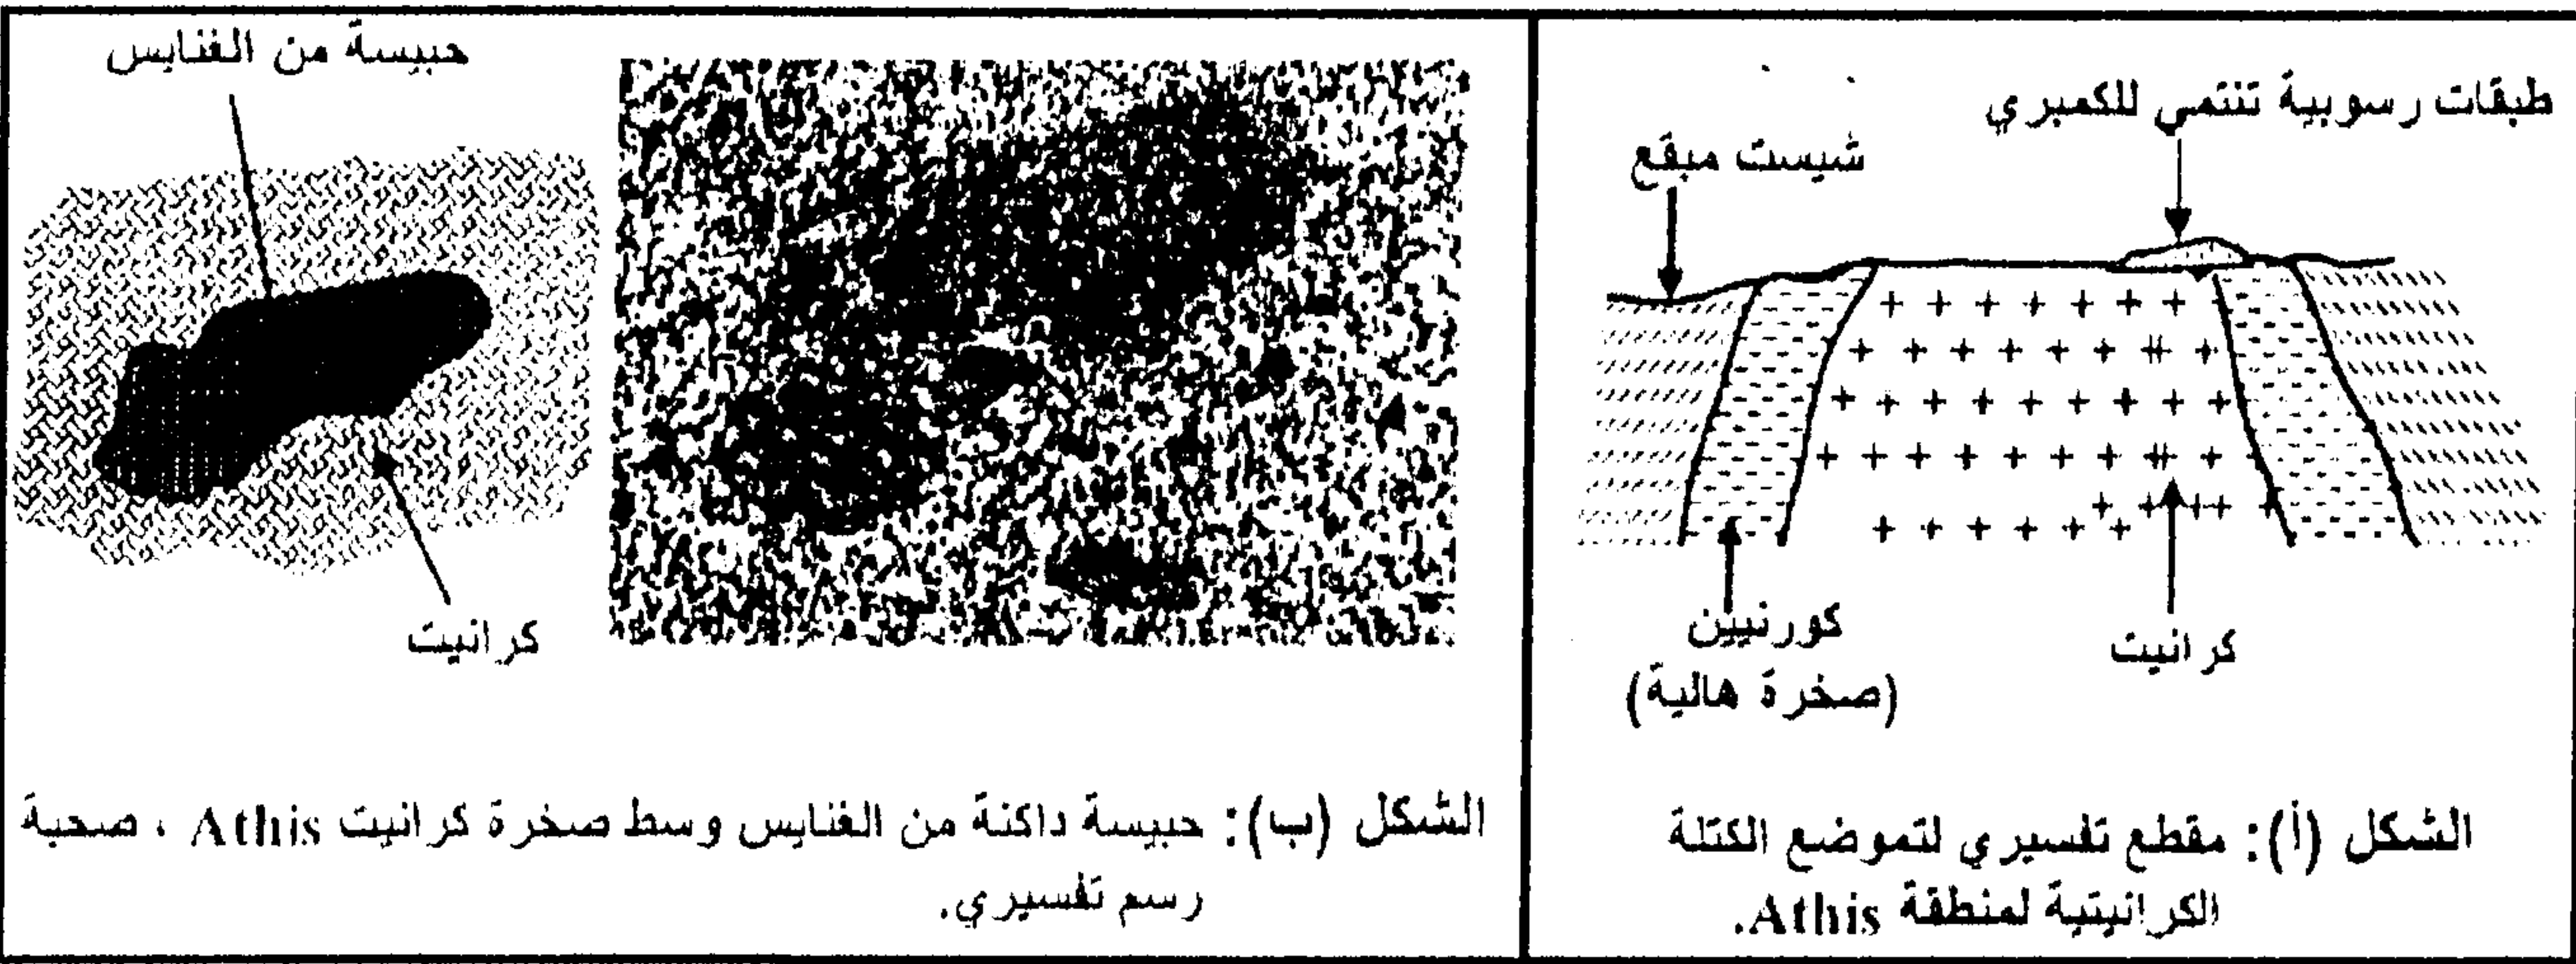 طبقات رسوبية تنتمي للكمبري
شيست مبقع
كورنيين
(صخرة هالية)
كرانيت
الشكل (أ): مقطع تفسيري لتموضع الكتلة
الكرانيتية لمنطقة Athis.
حبيسة من الغنايس
كرانيت
الشكل (ب): حبيسة داكنة من الغنايس وسط صخرة كرانيت Athis ، صحبة
رسم تفسيري.